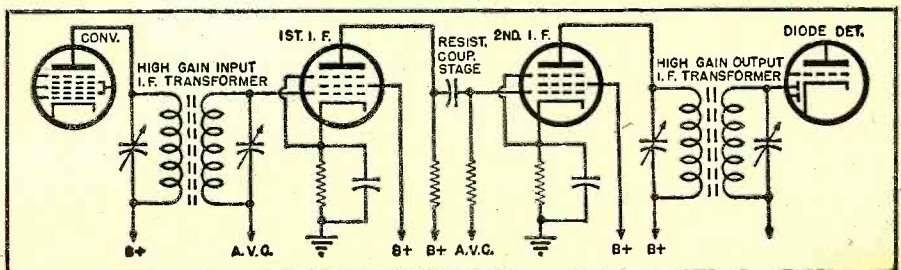 CONV.
HIGH GAIN INPUT
I.F. TRANSFORMER
1ST. I.F.
RESIST.
COUP.
STAGE
2ND. I.F.
HIGH GAIN OUTPUT
I.F. TRANSFORMER
DIODE DET.
B+
A.V.C.
B+
B+
A.V.C.
B+
B+